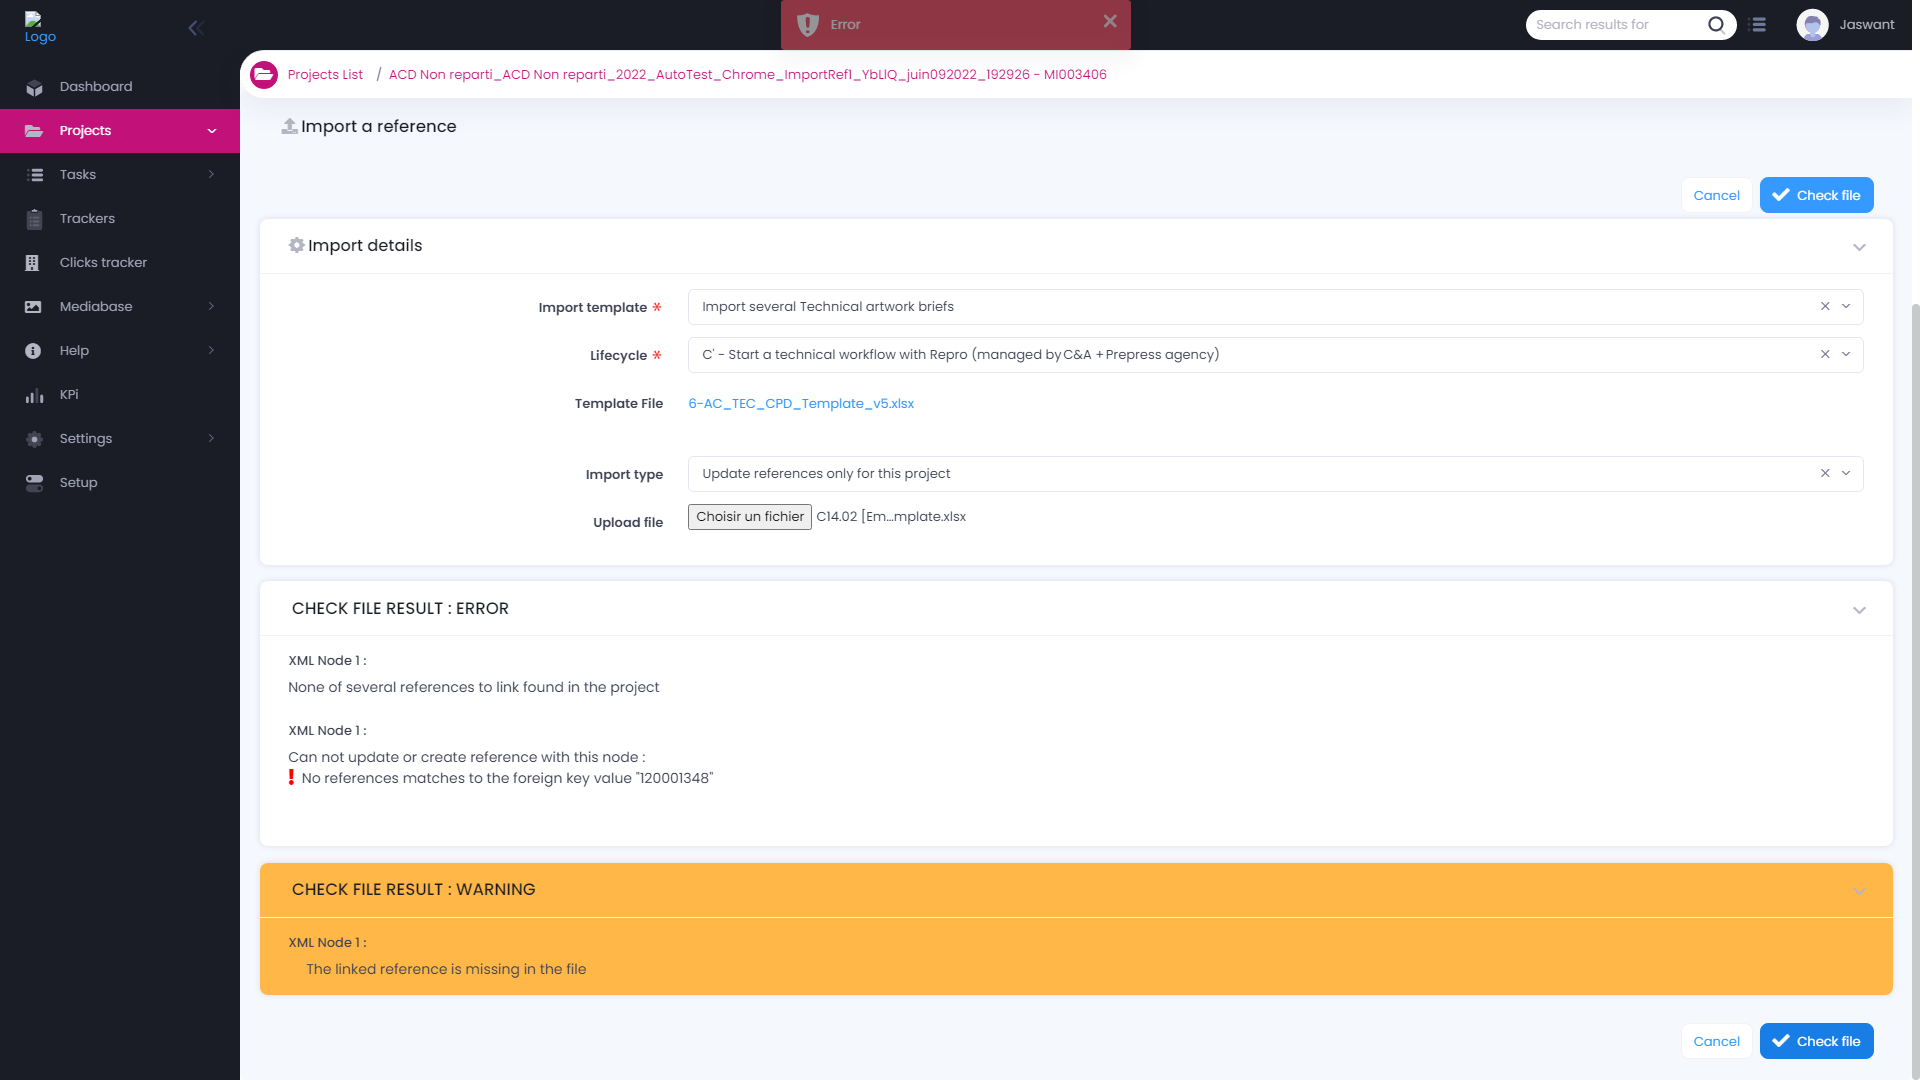 Logo
Error
Search results for
Jaswant
Projects List / ACD Non reparti_ACD Non reparti_2022_AutoTest_Chrome_ImportRef1_YbLlQ_juin092022_192926 - MI003406
Dashboard
Projects
Tasks
Trackers
Clicks tracker
Mediabase
Help
KPi
Settings
Setup
Import a reference
Cancel
Check file
Import details
Import template *
Import several Technical artwork briefs
Lifecycle *
C' - Start a technical workflow with Repro (managed by C&A + Prepress agency)
Template File
6-AC_TEC_CPD_Template_v5.xlsx
Import type
Update references only for this project
Upload file
Choisir un fichier C14.02 [Em...mplate.xlsx
CHECK FILE RESULT : ERROR
XML Node 1 :
None of several references to link found in the project
XML Node 1 :
Can not update or create reference with this node :
No references matches to the foreign key value "120001348"
CHECK FILE RESULT : WARNING
XML Node 1 :
The linked reference is missing in the file
Cancel
Check file